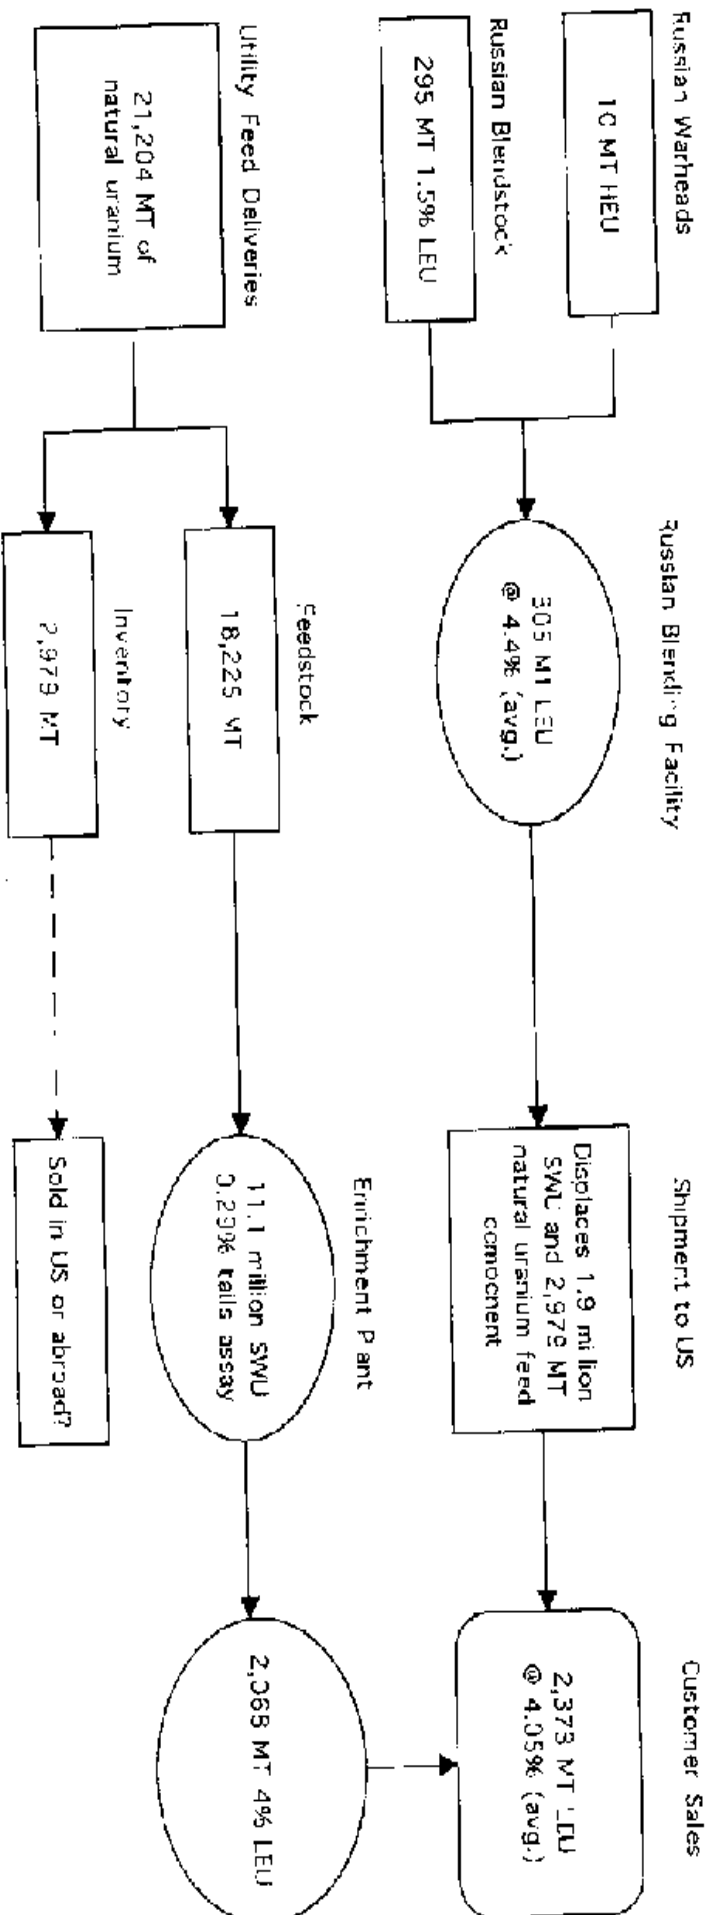 Russian Warheads
10 MT HEU
Russian Blendstock
295 MT 1.5% LEU
Russian Blending Facility
305 MT LEU
@ 4.4% (avg.)
Shipment to US
Displaces 1.9 million
SWU and 2,979 MT
natural uranium feed
component
Customer Sales
2,373 MT LEU
@ 4.05% (avg.)
Utility Feed Deliveries
21,204 MT of
natural uranium
Feedstock
18,225 MT
Enrichment Plant
11.1 million SWU
0.29% tails assay
2,068 MT 4% LEU
Inventory
2,979 MT
Sold in US or abroad?